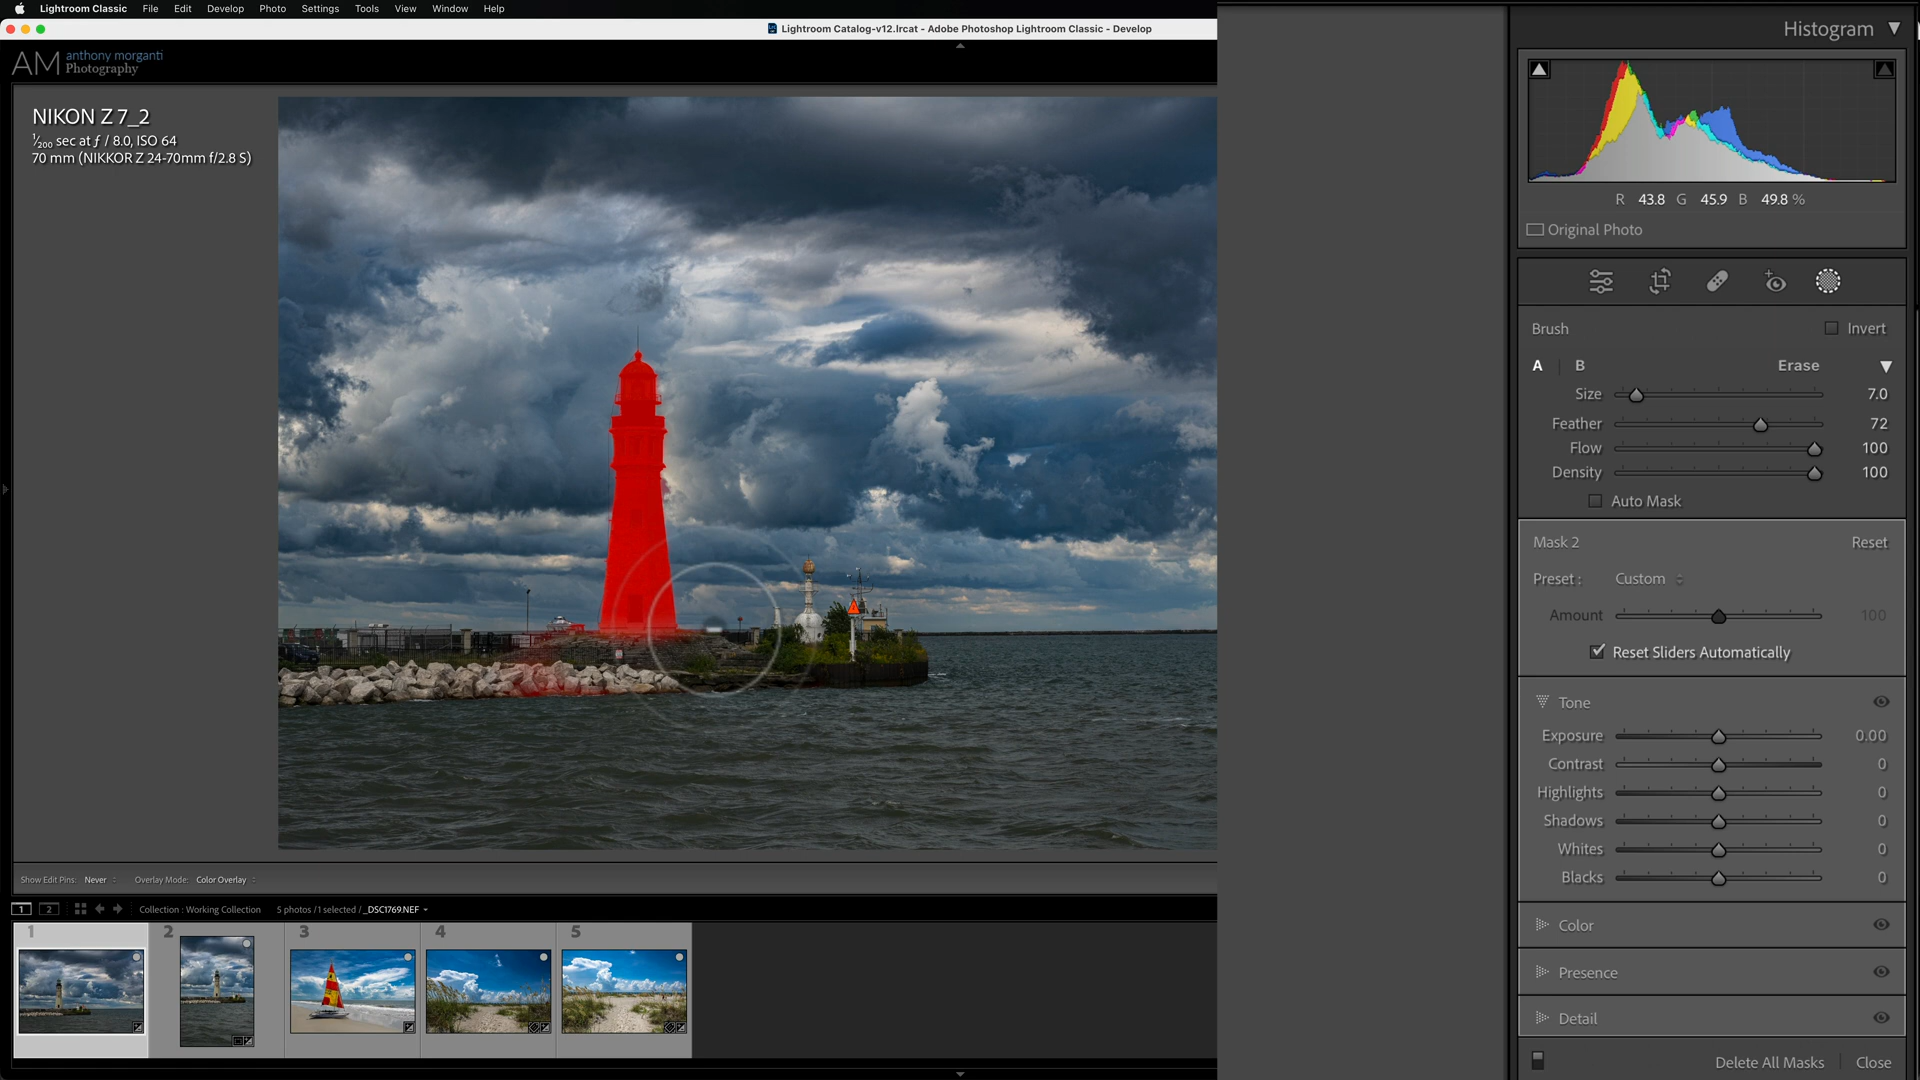 Lightroom Classic File Edit Develop Photo Settings Tools View Window Help
Lightroom Catalog-v12.lrcat - Adobe Photoshop Lightroom Classic - Develop
AM anthony morganti
Photography
NIKON Z 7_2
1/200 sec at ƒ / 8.0, ISO 64
70 mm (NIKKOR Z 24-70mm f/2.8 S)
Histogram
R 43.8 G 45.9 B 49.8 %
Original Photo
Brush Invert
A B Erase
Size 7.0
Feather 72
Flow 100
Density 100
Auto Mask
Mask 2 Reset
Preset : Custom
Amount 100
Reset Sliders Automatically
Tone
Exposure 0.00
Contrast 0
Highlights 0
Shadows 0
Whites 0
Blacks 0
Color
Presence
Detail
Delete All Masks Close
Show Edit Pins: Never Overlay Mode: Color Overlay
1 2 Collection : Working Collection 5 photos / 1 selected / _DSC1769.NEF
1 2 3 4 5